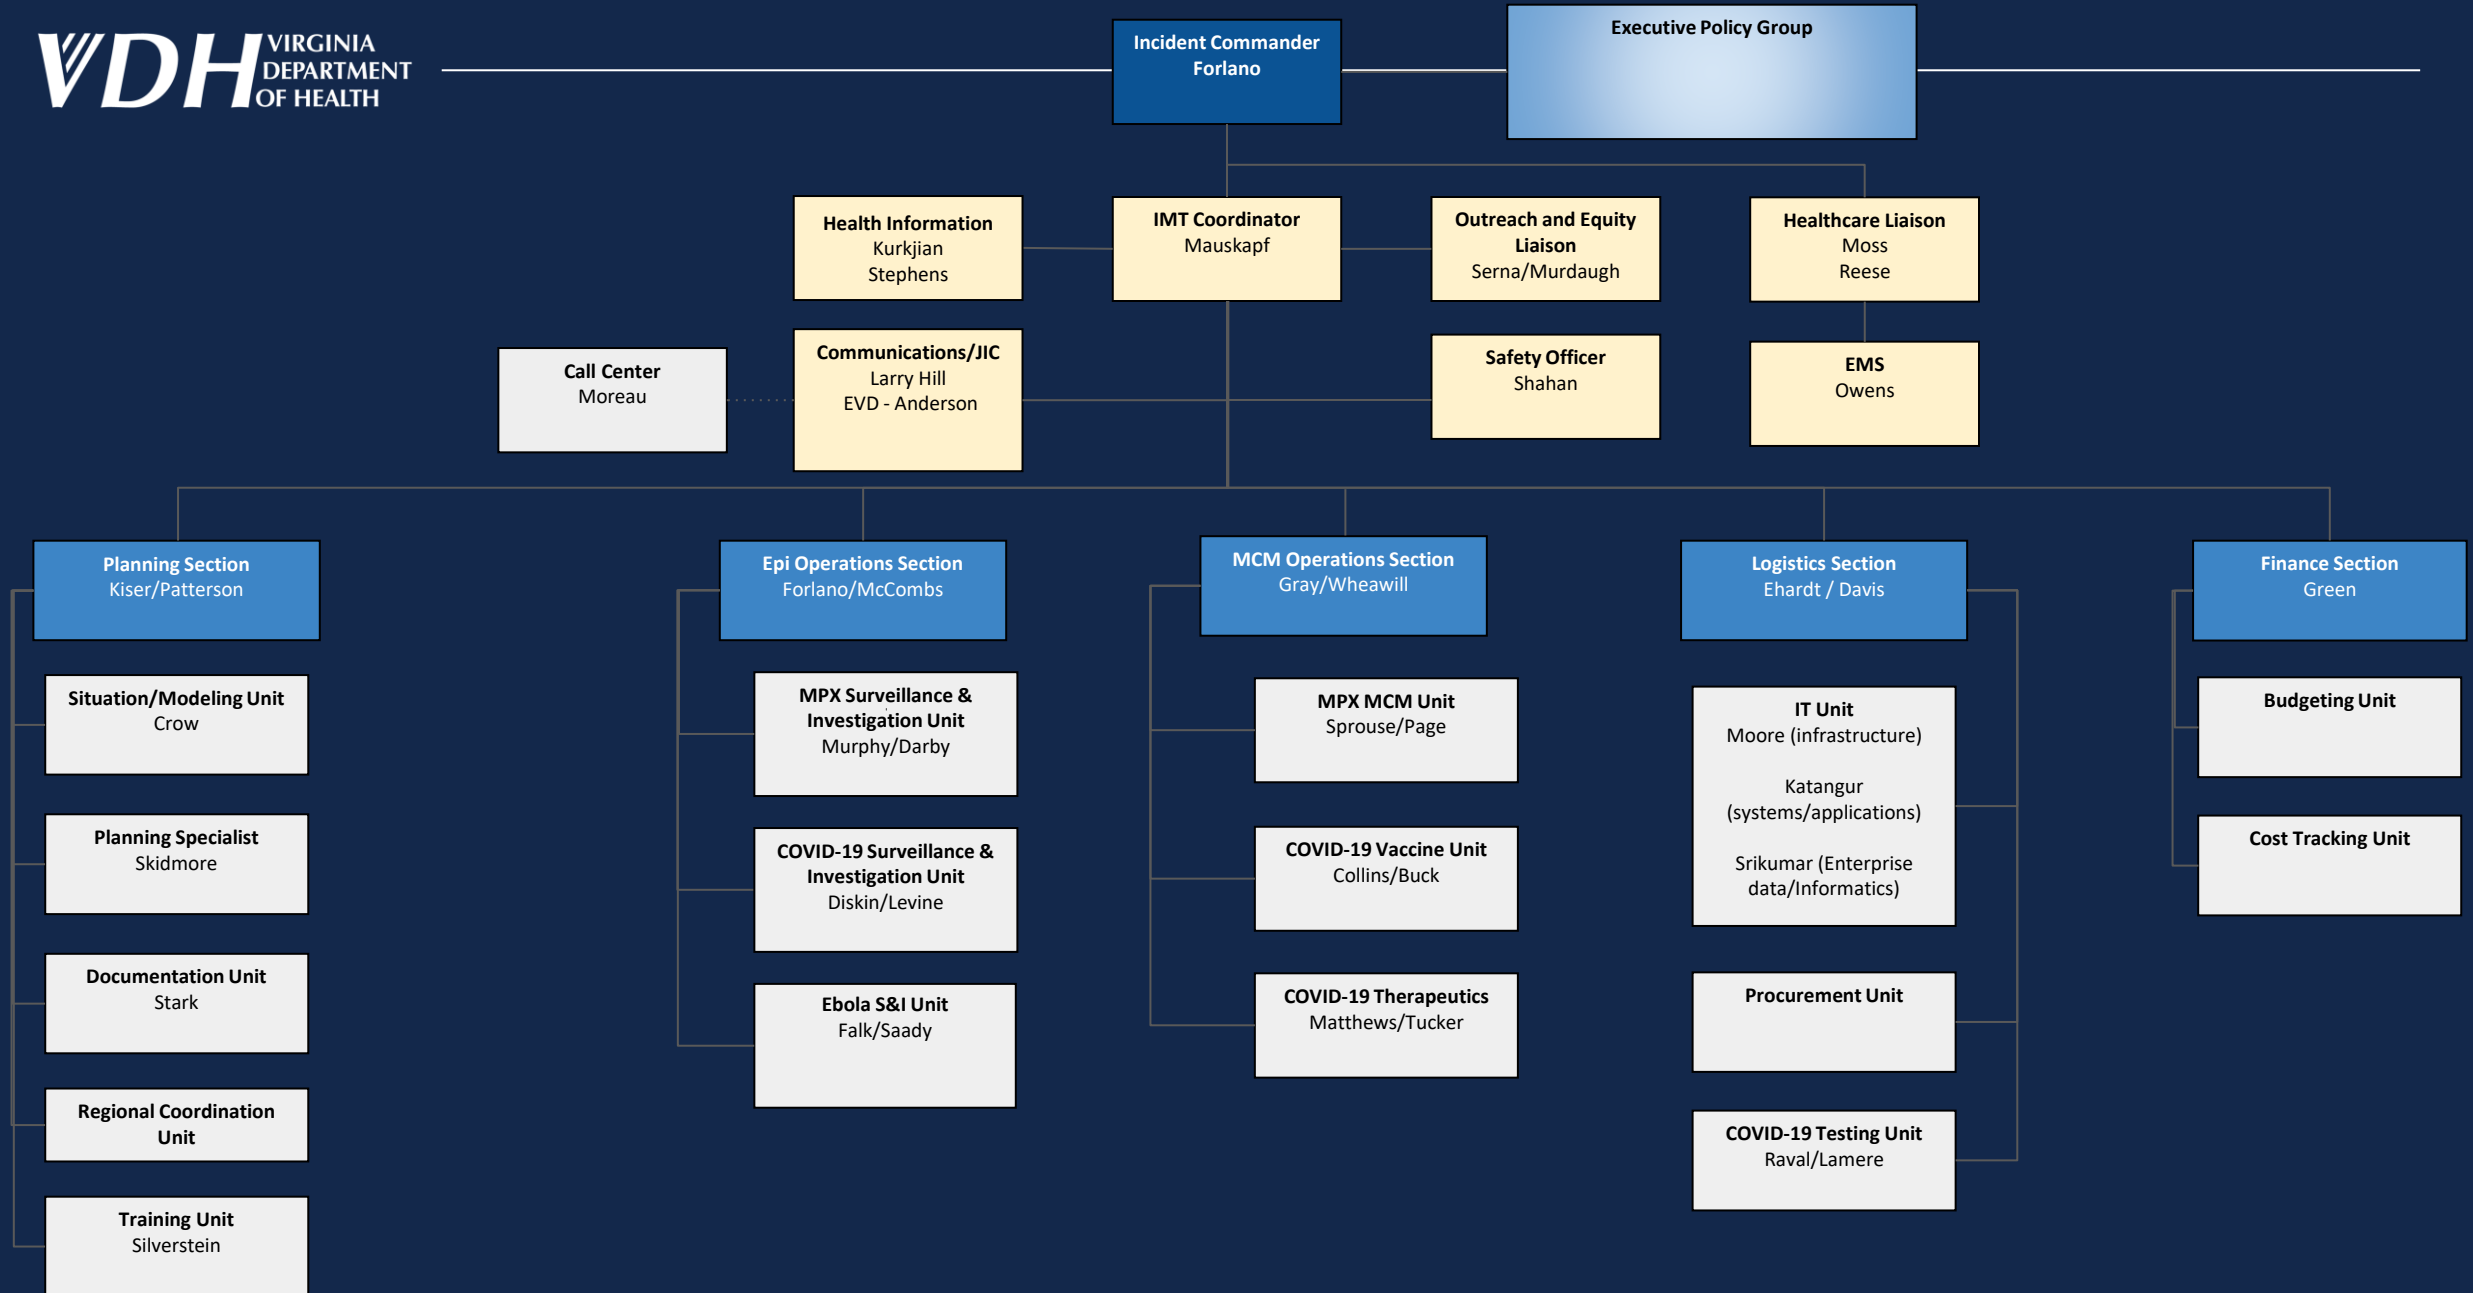 VDH VIRGINIA
DEPARTMENT
OF HEALTH
Incident Commander
Forlano
Executive Policy Group
Health Information
Kurkjian
Stephens
IMT Coordinator
Mauskapf
Outreach and Equity
Liaison
Serna/Murdaugh
Healthcare Liaison
Moss
Reese
Call Center
Moreau
Communications/JIC
Larry Hill
EVD - Anderson
Safety Officer
Shahan
EMS
Owens
Planning Section
Kiser/Patterson
Situation/Modeling Unit
Crow
Planning Specialist
Skidmore
Documentation Unit
Stark
Regional Coordination
Unit
Training Unit
Silverstein
Epi Operations Section
Forlano/McCombs
MPX Surveillance &
Investigation Unit
Murphy/Darby
COVID-19 Surveillance &
Investigation Unit
Diskin/Levine
Ebola S&I Unit
Falk/Saady
MCM Operations Section
Gray/Wheawill
MPX MCM Unit
Sprouse/Page
COVID-19 Vaccine Unit
Collins/Buck
COVID-19 Therapeutics
Matthews/Tucker
Logistics Section
Ehardt / Davis
IT Unit
Moore (infrastructure)
Katangur
(systems/applications)
Srikumar (Enterprise
data/Informatics)
Procurement Unit
COVID-19 Testing Unit
Raval/Lamere
Finance Section
Green
Budgeting Unit
Cost Tracking Unit